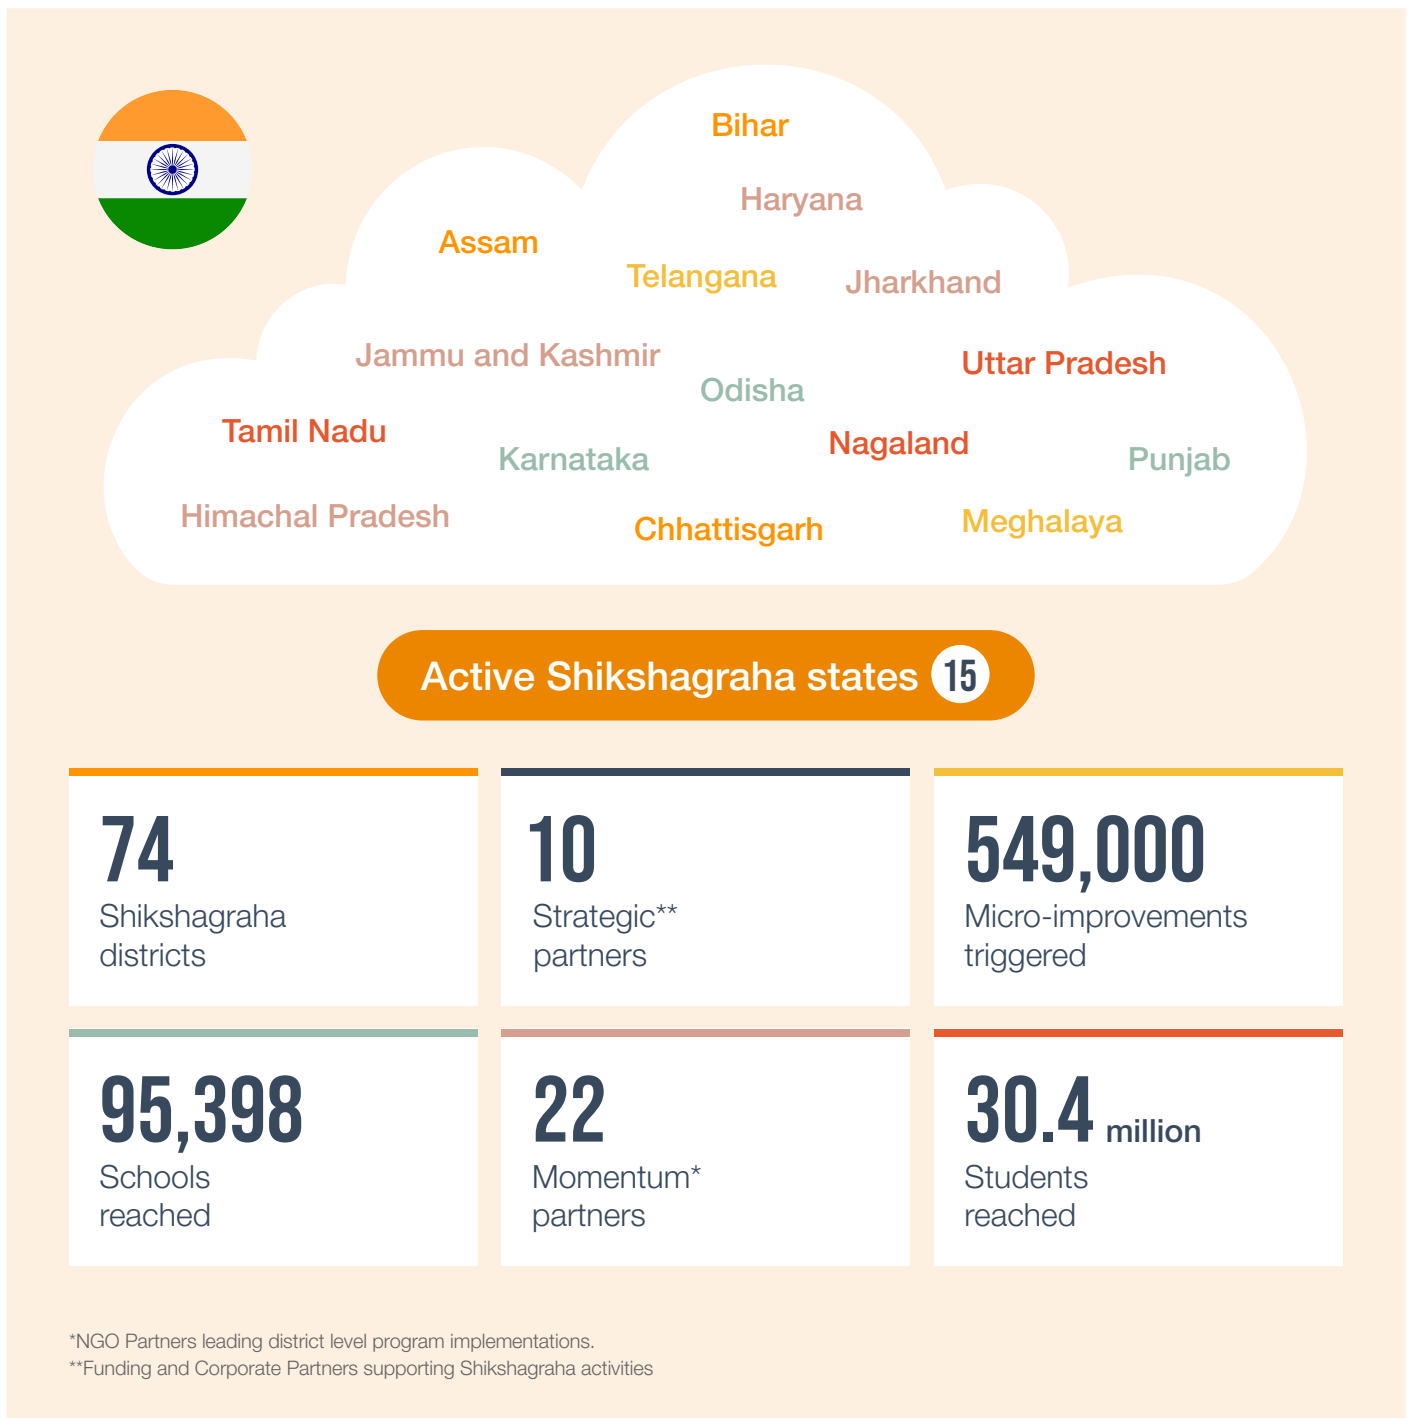 Bihar
Haryana
Assam
Telangana
Jharkhand
Jammu and Kashmir
Uttar Pradesh
Odisha
Tamil Nadu
Nagaland
Karnataka
Punjab
Himachal Pradesh
Chhattisgarh
Meghalaya
Active Shikshagraha states 15
74
Shikshagraha
districts
10
Strategic**
partners
549,000
Micro-improvements
triggered
95,398
Schools
reached
22
Momentum*
partners
30.4 million
Students
reached
*NGO Partners leading district level program implementations.
**Funding and Corporate Partners supporting Shikshagraha activities